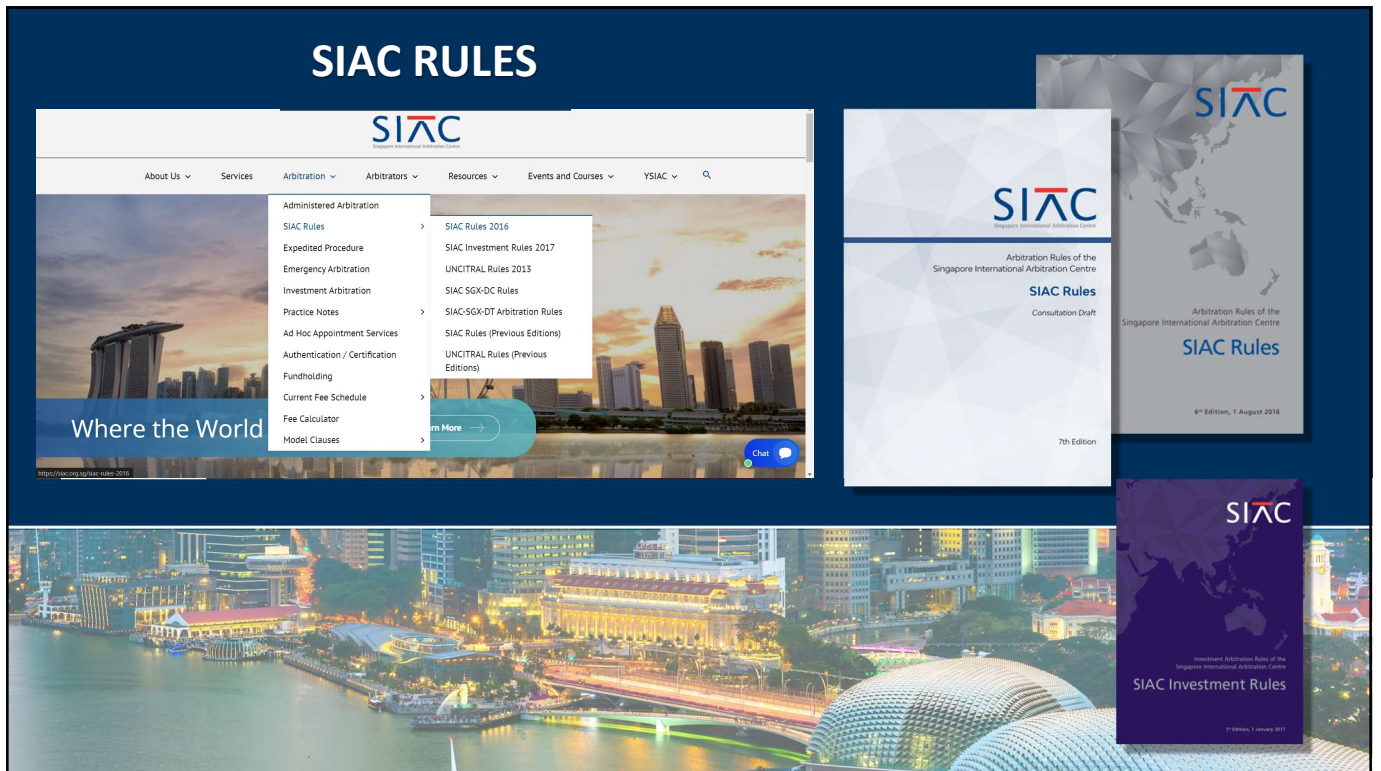 SIAC RULES
SIAC
Singapore International Arbitration Centre
About Us Services Arbitration Arbitrators Resources Events and Courses YSIAC
Administered Arbitration
SIAC Rules
Expedited Procedure
Emergency Arbitration
Investment Arbitration
Practice Notes
Ad Hoc Appointment Services
Authentication / Certification
Fundholding
Current Fee Schedule
Fee Calculator
Model Clauses
SIAC Rules 2016
SIAC Investment Rules 2017
UNCITRAL Rules 2013
SIAC SGX-DC Rules
SIAC-SGX-DT Arbitration Rules
SIAC Rules (Previous Editions)
UNCITRAL Rules (Previous
Editions)
Where the World
rn More
Chat
https://siac.org.sg/siac-rules-2016
SIAC
Singapore International Arbitration Centre
Arbitration Rules of the
Singapore International Arbitration Centre
SIAC Rules
Consultation Draft
7th Edition
SIAC
Arbitration Rules of the
Singapore International Arbitration Centre
SIAC Rules
6th Edition, 1 August 2016
SIAC
Investment Arbitration Rules of the
Singapore International Arbitration Centre
SIAC Investment Rules
1st Edition, 1 January 2017